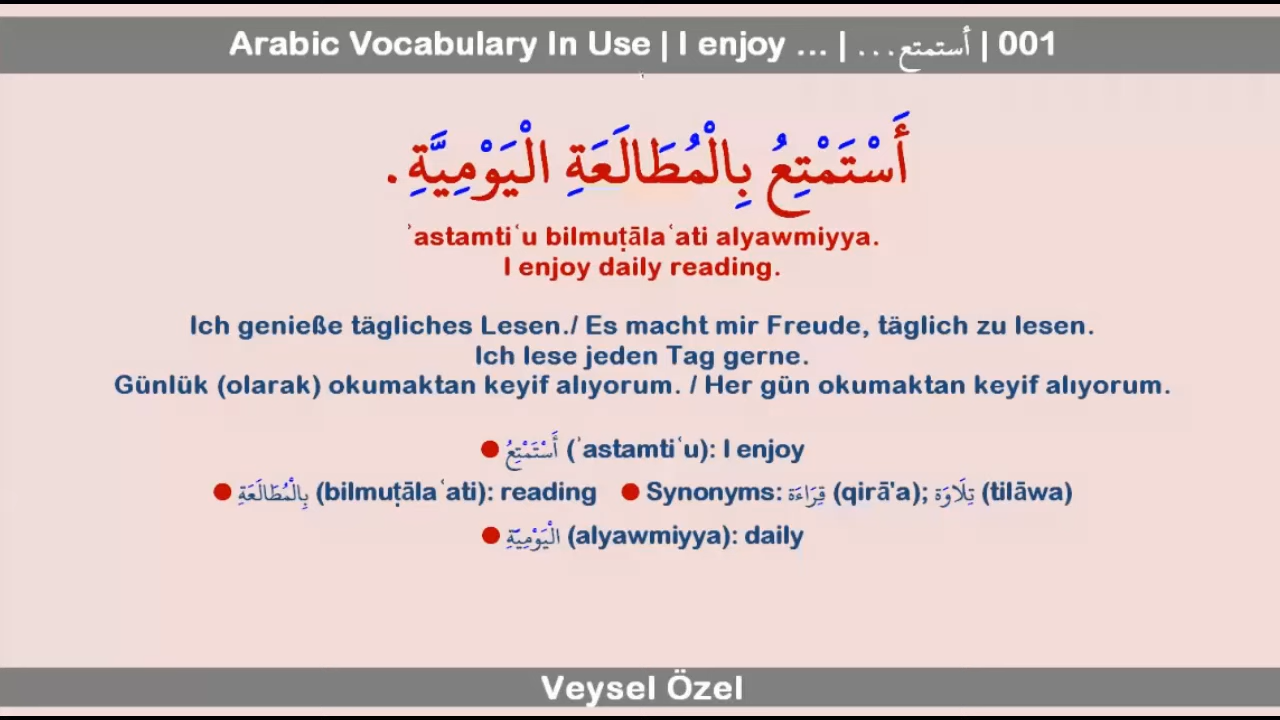 Arabic Vocabulary In Use | I enjoy ... | أستمتع... | 001
أَسْتَمْتِعُ بِالْمُطَالَعَةِ الْيَوْمِيَّةِ.
ʾastamtiʿu bilmuṭālaʿati alyawmiyya.
I enjoy daily reading.
Ich genieße tägliches Lesen./ Es macht mir Freude, täglich zu lesen.
Ich lese jeden Tag gerne.
Günlük (olarak) okumaktan keyif alıyorum. / Her gün okumaktan keyif alıyorum.
● أَسْتَمْتِعُ (ʾastamtiʿu): I enjoy
● بِالْمُطَالَعَةِ (bilmuṭālaʿati): reading ● Synonyms: قِرَاءَة (qirā'a); تِلَاوَة (tilāwa)
● الْيَوْمِيَّةِ (alyawmiyya): daily
Veysel Özel